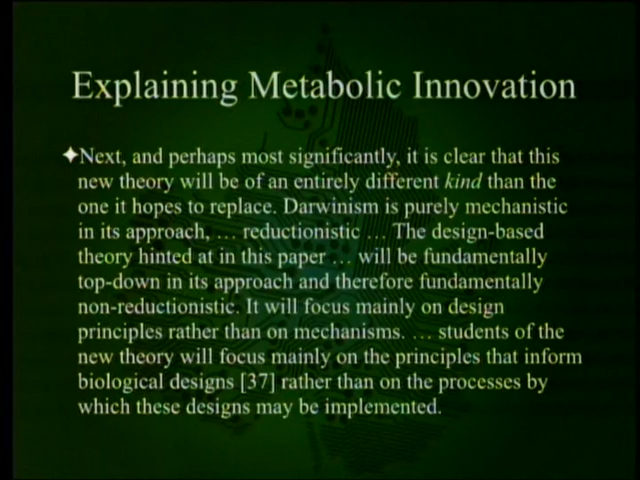 Explaining Metabolic Innovation
✦Next, and perhaps most significantly, it is clear that this
new theory will be of an entirely different kind than the
one it hopes to replace. Darwinism is purely mechanistic
in its approach, … reductionistic … The design-based
theory hinted at in this paper … will be fundamentally
top-down in its approach and therefore fundamentally
non-reductionistic. It will focus mainly on design
principles rather than on mechanisms. … students of the
new theory will focus mainly on the principles that inform
biological designs [37] rather than on the processes by
which these designs may be implemented.